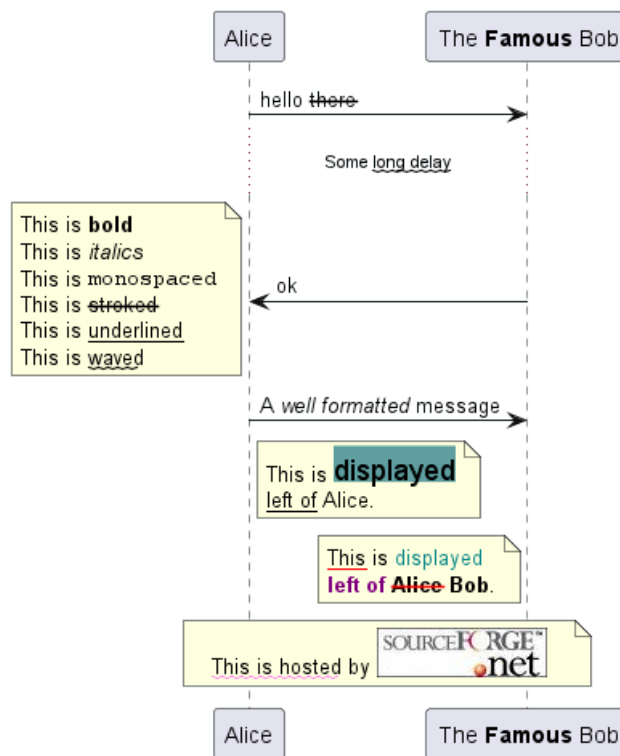 Alice
The Famous Bob
hello there
Some long delay
This is bold
This is italics
This is monospaced
This is stroked
This is underlined
This is waved
ok
A well formatted message
This is displayed
left of Alice.
This is displayed
left of Alice Bob.
This is hosted by SOURCEFORGE™
.net
Alice
The Famous Bob